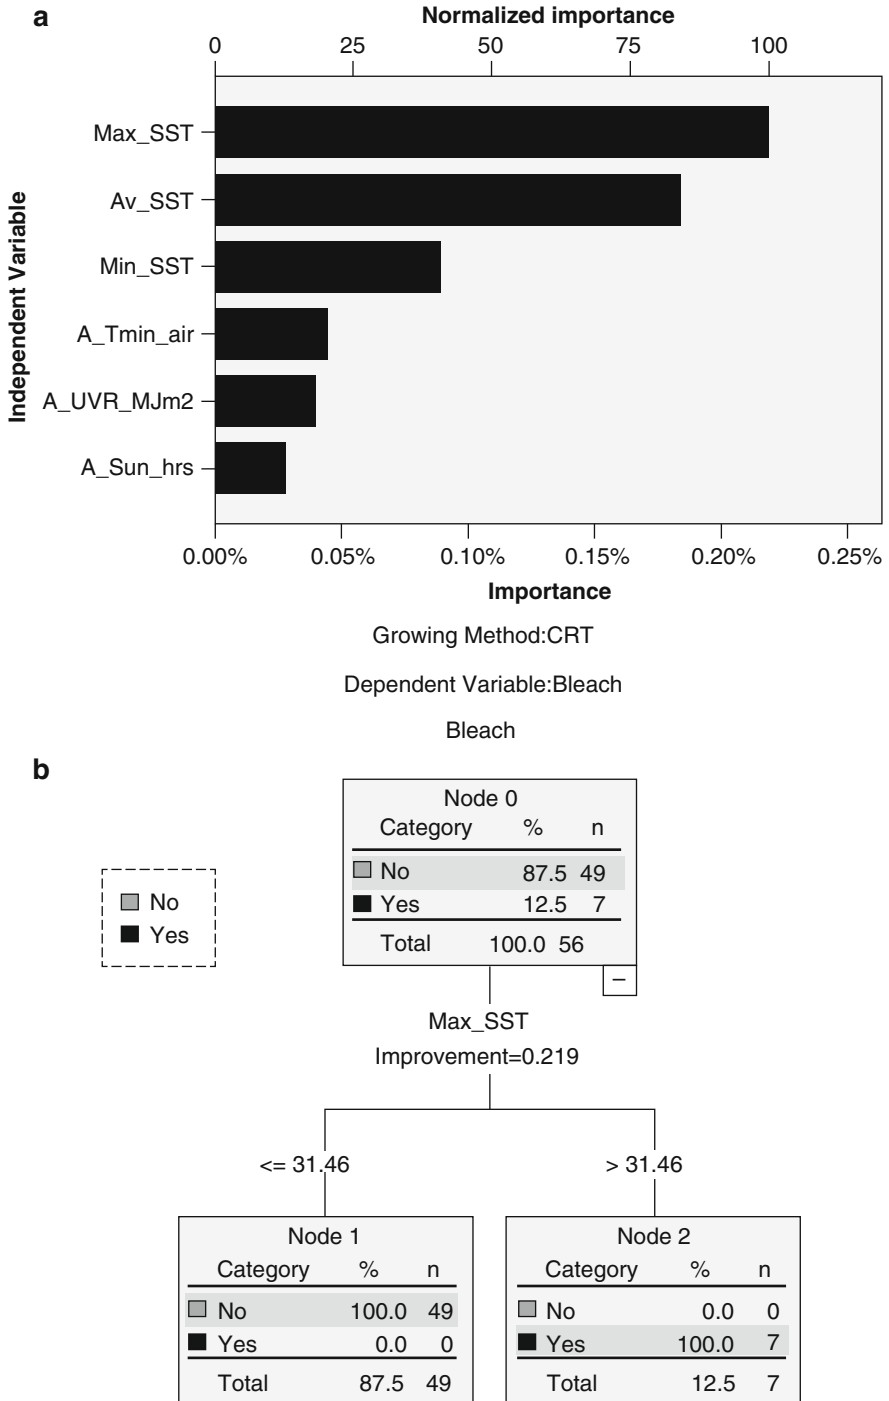 a
Normalized importance
0 25 50 75 100
Independent Variable
Max_SST
Av_SST
Min_SST
A_Tmin_air
A_UVR_MJm2
A_Sun_hrs
0.00% 0.05% 0.10% 0.15% 0.20% 0.25%
Importance
Growing Method:CRT
Dependent Variable:Bleach
Bleach
b
No
Yes
Node 0
Category % n
No 87.5 49
Yes 12.5 7
Total 100.0 56
–
Max_SST
Improvement=0.219
<= 31.46
> 31.46
Node 1
Category % n
No 100.0 49
Yes 0.0 0
Total 87.5 49
Node 2
Category % n
No 0.0 0
Yes 100.0 7
Total 12.5 7